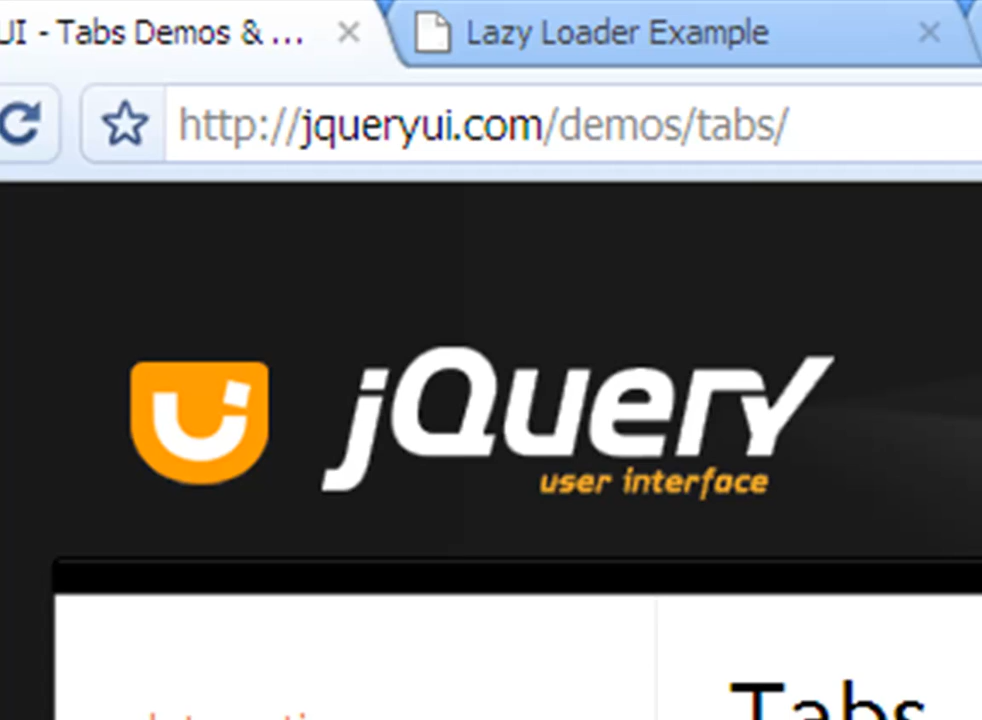 UI - Tabs Demos & ...
Lazy Loader Example
http://jqueryui.com/demos/tabs/
jQuery
user interface
Tabs